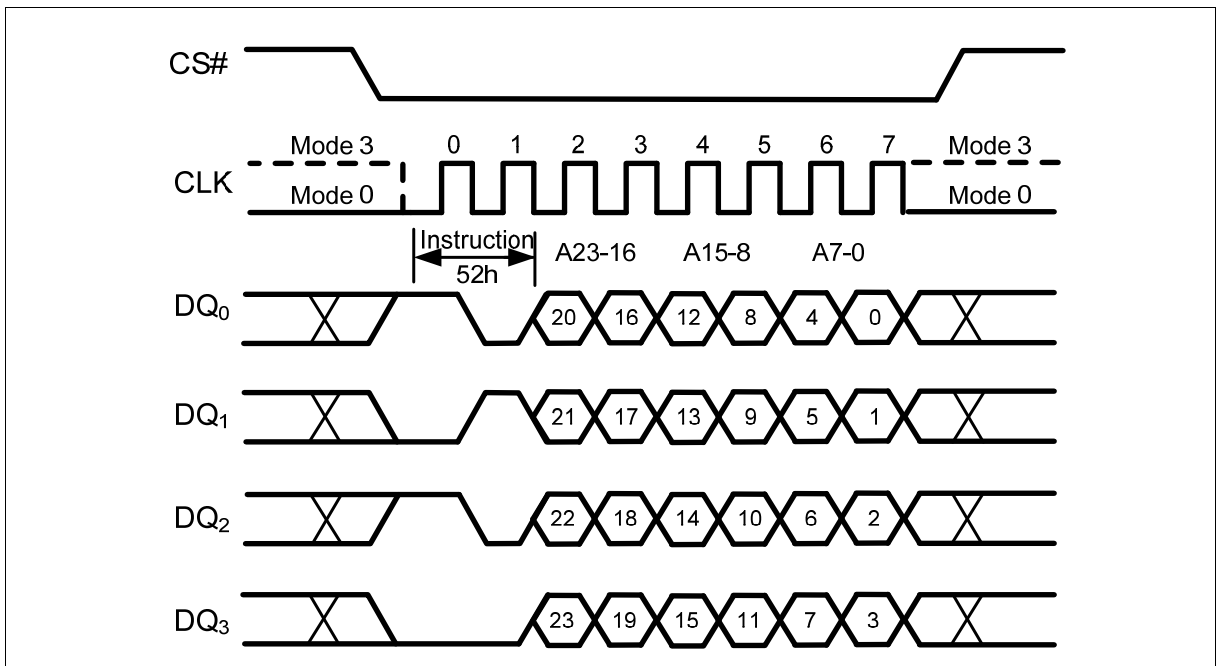 CS#
0 1 2 3 4 5 6 7
Mode 3 Mode 3
CLK
Mode 0 Mode 0
Instruction
52h
A23-16 A15-8 A7-0
DQ0 20 16 12 8 4 0
DQ1 21 17 13 9 5 1
DQ2 22 18 14 10 6 2
DQ3 23 19 15 11 7 3